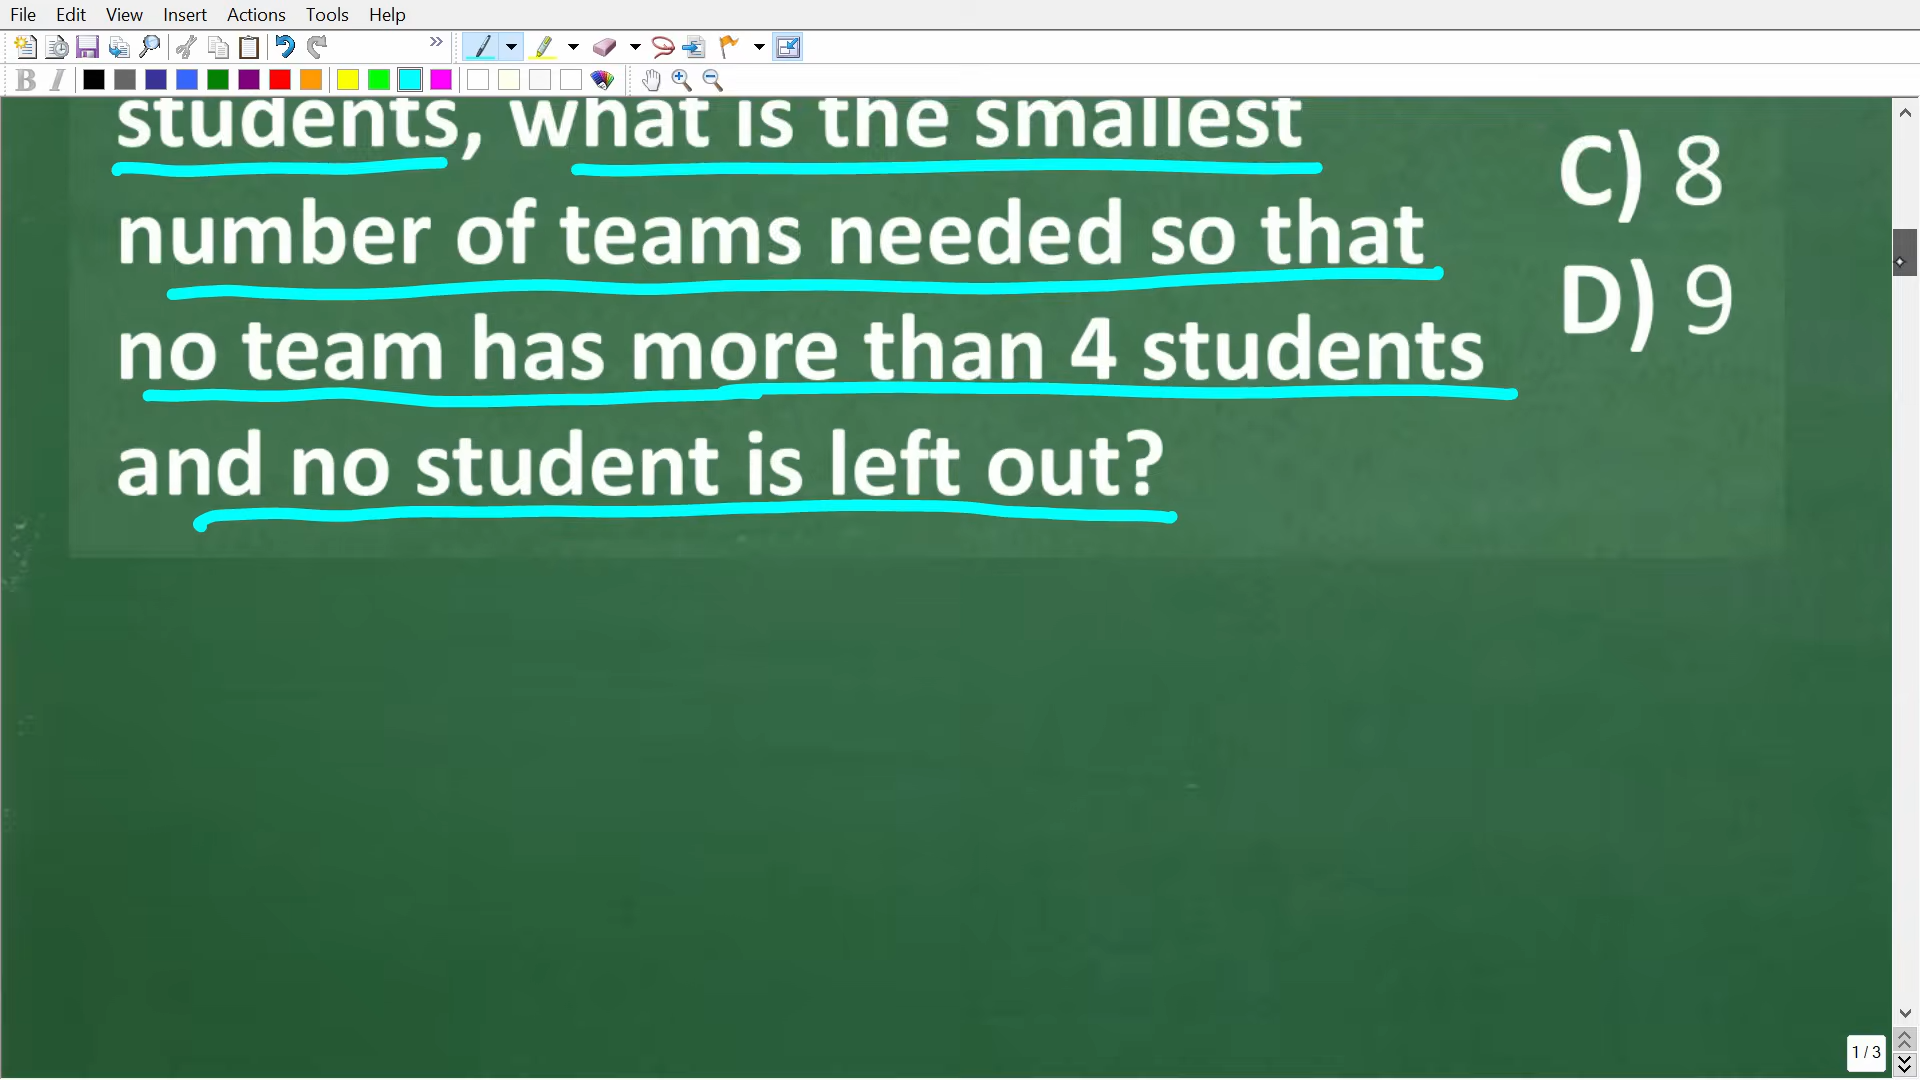 File Edit View Insert Actions Tools Help
B I
students, what is the smallest
number of teams needed so that
no team has more than 4 students
and no student is left out?
C) 8
D) 9
1 / 3